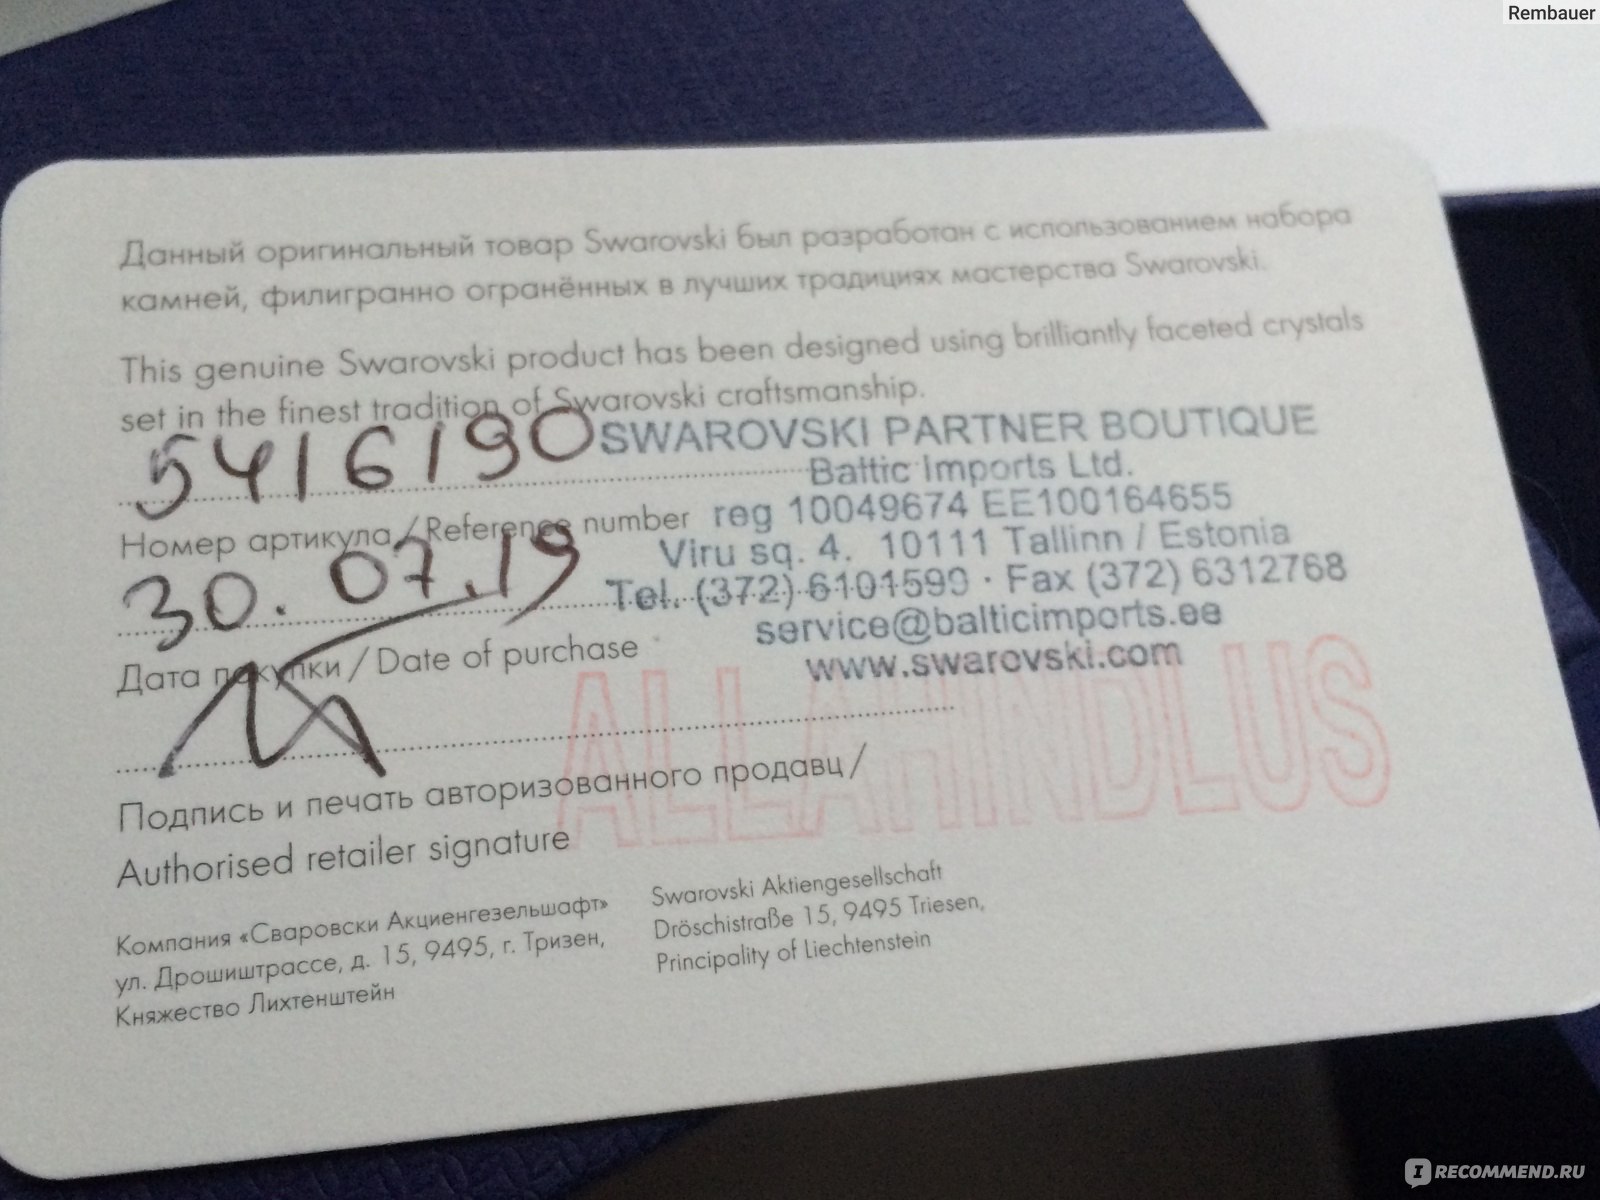 Rembauer
Данный оригинальный товар Swarovski был разработан с использованием набора
камней, филигранно огранённых в лучших традициях мастерства Swarovski.
This genuine Swarovski product has been designed using brilliantly faceted crystals
set in the finest tradition of Swarovski craftsmanship.
5416190
SWAROVSKI PARTNER BOUTIQUE
Baltic Imports Ltd.
Номер артикула / Reference number
reg 10049674 EE100164655
Viru sq. 4. 10111 Tallinn / Estonia
30.07.19
Tel. (372) 6101599 · Fax (372) 6312768
service@balticimports.ee
Дата покупки / Date of purchase
www.swarovski.com
ALLAHINDLUS
Подпись и печать авторизованного продавц /
Authorised retailer signature
Компания «Сваровски Акциенгезельшафт»
ул. Дрошиштрассе, д. 15, 9495, г. Тризен,
Княжество Лихтенштейн
Swarovski Aktiengesellschaft
Dröschistraße 15, 9495 Triesen,
Principality of Liechtenstein
IRECOMMEND.RU